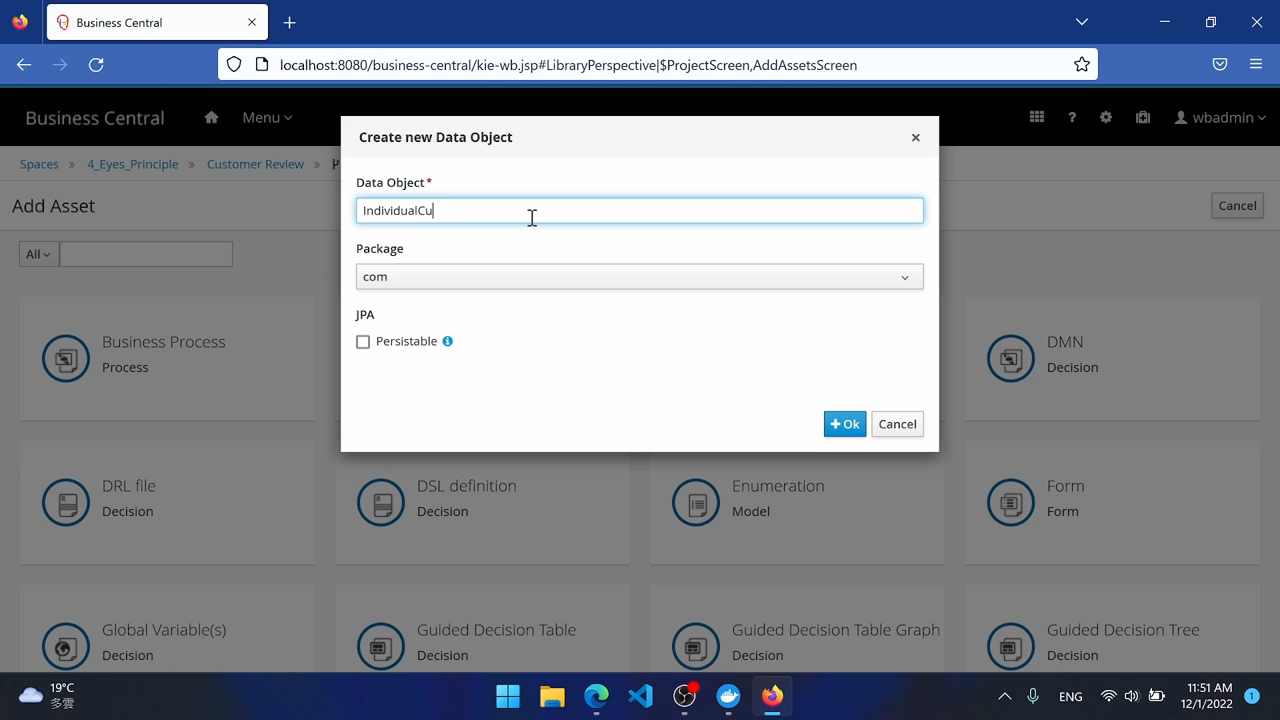 Business Central
localhost:8080/business-central/kie-wb.jsp#LibraryPerspective|$ProjectScreen,AddAssetsScreen
Business Central
Menu
wbadmin
Spaces » 4_Eyes_Principle » Customer Review »
Add Asset
Cancel
All
Create new Data Object
Data Object*
IndividualCu
Package
com
JPA
Persistable
+ Ok
Cancel
Business Process
Process
DMN
Decision
DRL file
Decision
DSL definition
Decision
Enumeration
Model
Form
Form
Global Variable(s)
Decision
Guided Decision Table
Decision
Guided Decision Table Graph
Decision
Guided Decision Tree
Decision
19°C
多雲
ENG
11:51 AM
12/1/2022
1